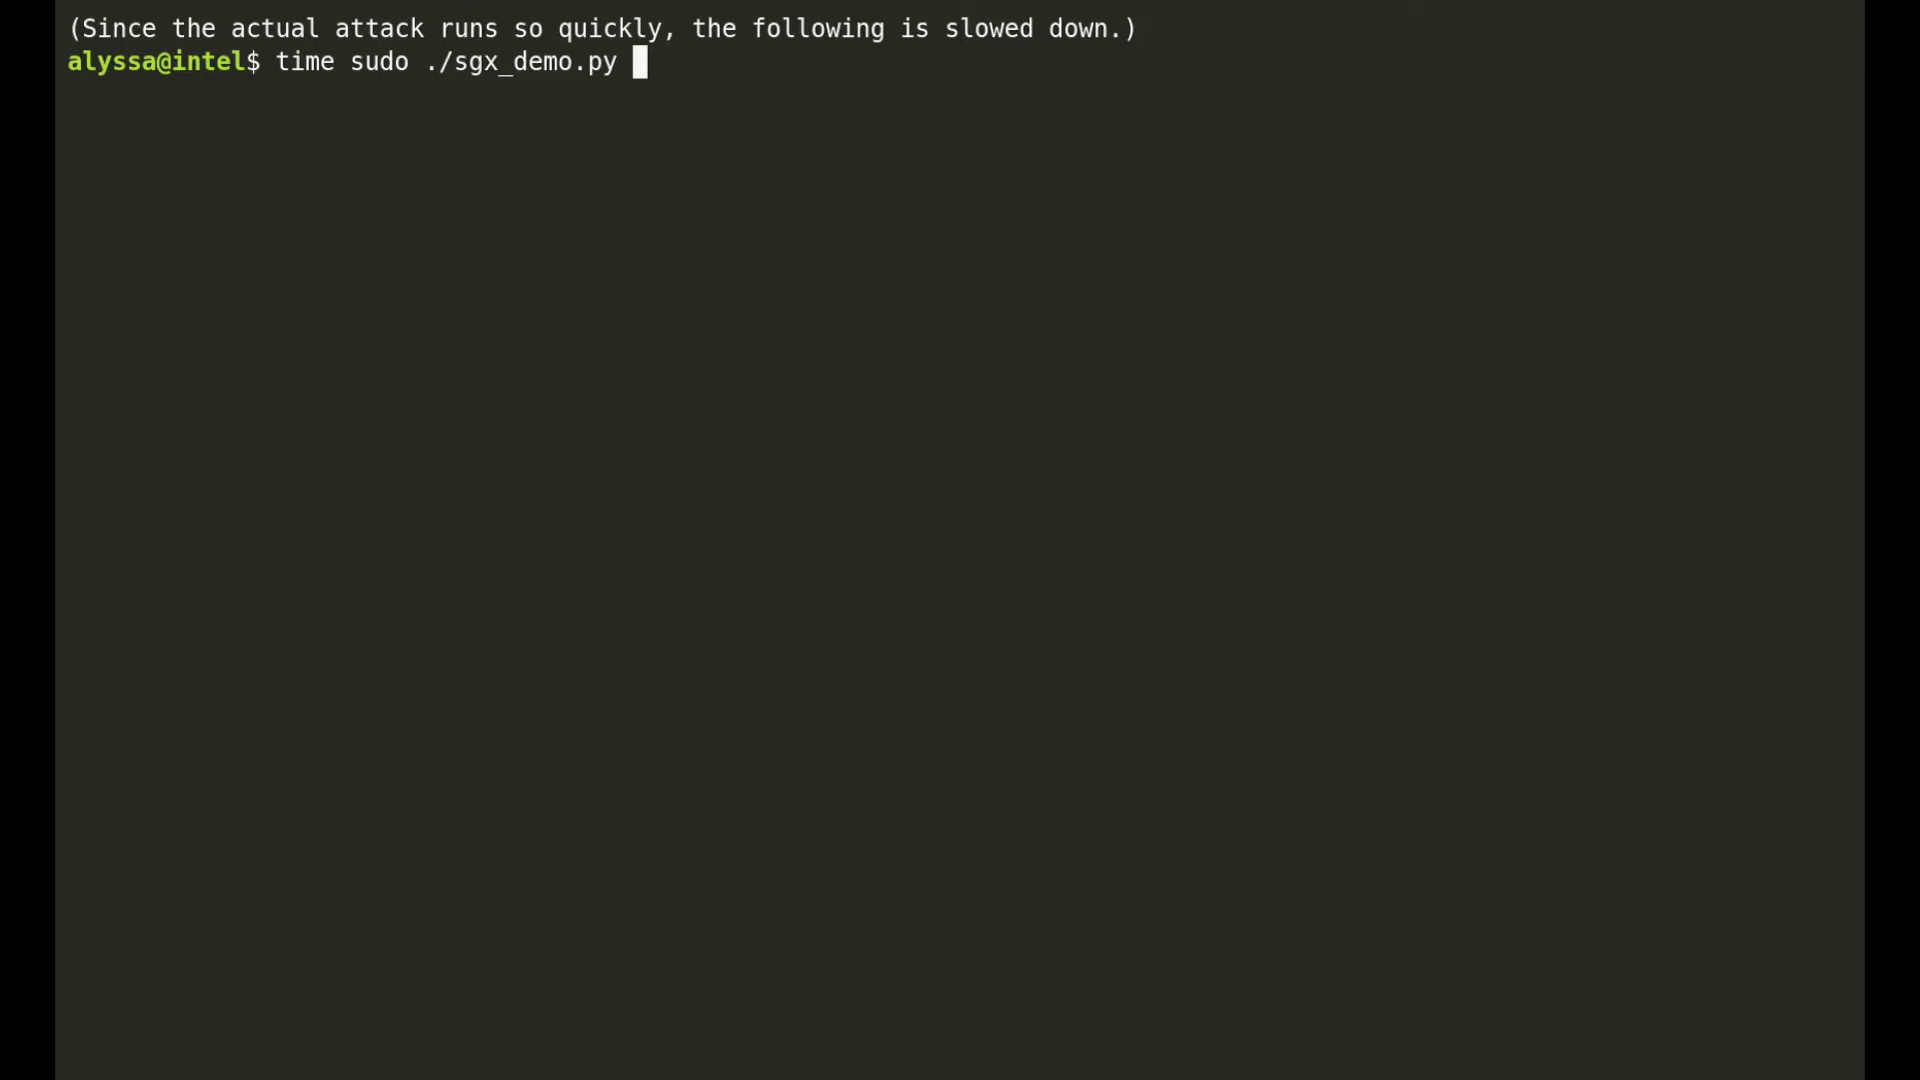 (Since the actual attack runs so quickly, the following is slowed down.)
alyssa@intel$ time sudo ./sgx_demo.py